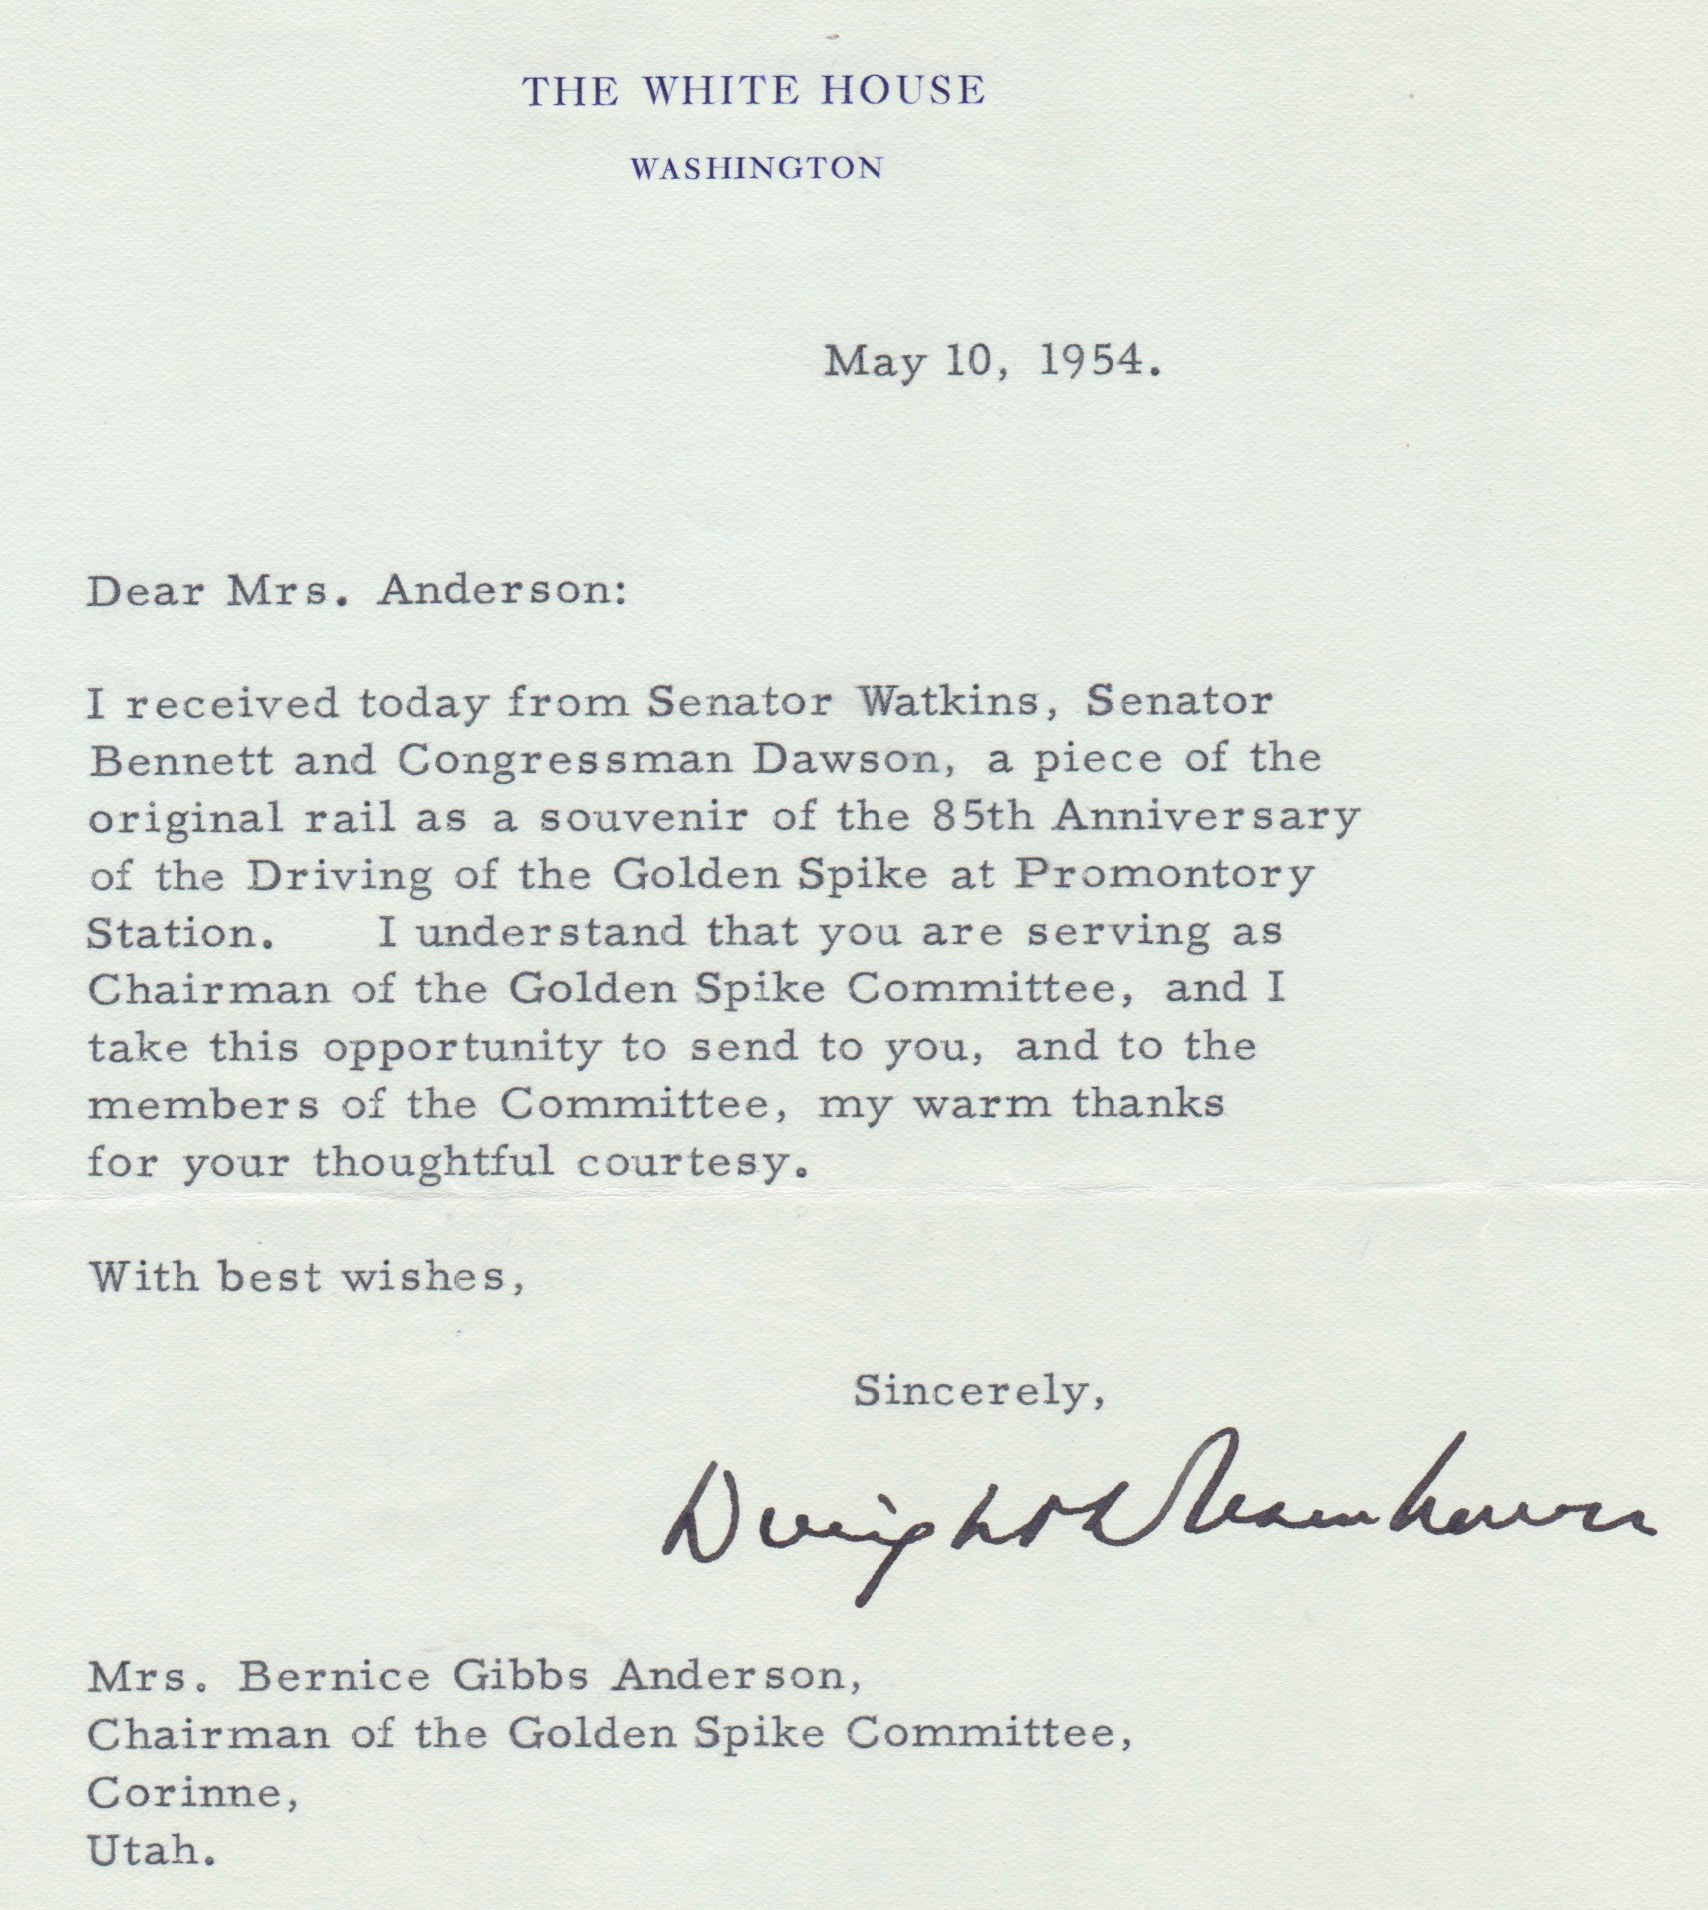 THE WHITE HOUSE
WASHINGTON
May 10, 1954.
Dear Mrs. Anderson:
I received today from Senator Watkins, Senator
Bennett and Congressman Dawson, a piece of the
original rail as a souvenir of the 85th Anniversary
of the Driving of the Golden Spike at Promontory
Station. I understand that you are serving as
Chairman of the Golden Spike Committee, and I
take this opportunity to send to you, and to the
members of the Committee, my warm thanks
for your thoughtful courtesy.
With best wishes,
Sincerely,
Dwight D Eisenhower
Mrs. Bernice Gibbs Anderson,
Chairman of the Golden Spike Committee,
Corinne,
Utah.